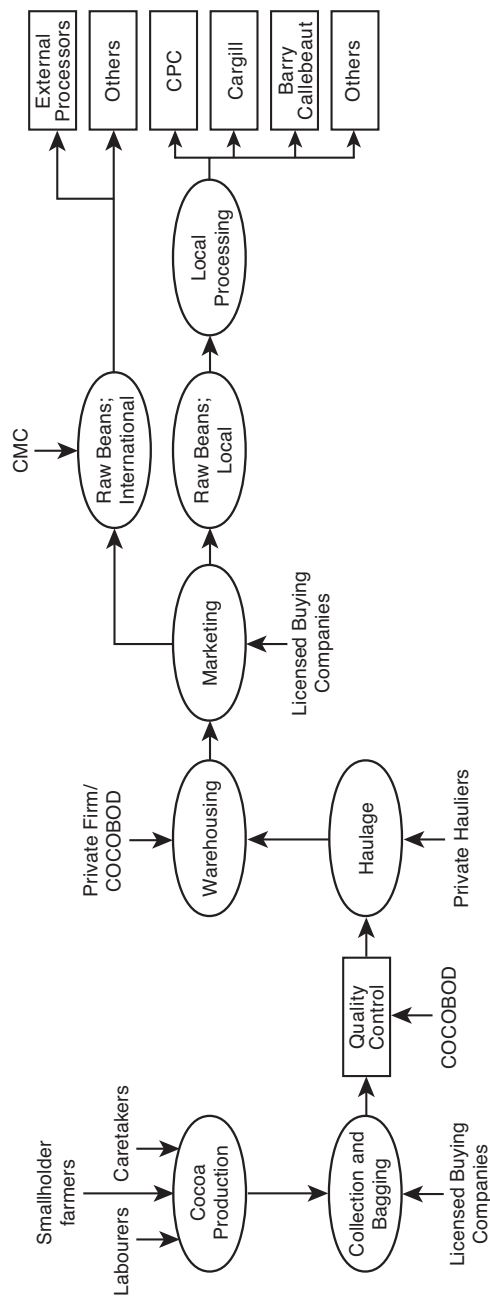 Smallholder
farmers
Labourers
Caretakers
Cocoa
Production
Collection and
Bagging
Licensed Buying
Companies
Quality
Control
COCOBOD
Haulage
Private Hauliers
Private Firm/
COCOBOD
Warehousing
Marketing
Licensed Buying
Companies
CMC
Raw Beans;
International
Raw Beans;
Local
Local
Processing
External
Processors
Others
CPC
Cargill
Barry
Callebeaut
Others